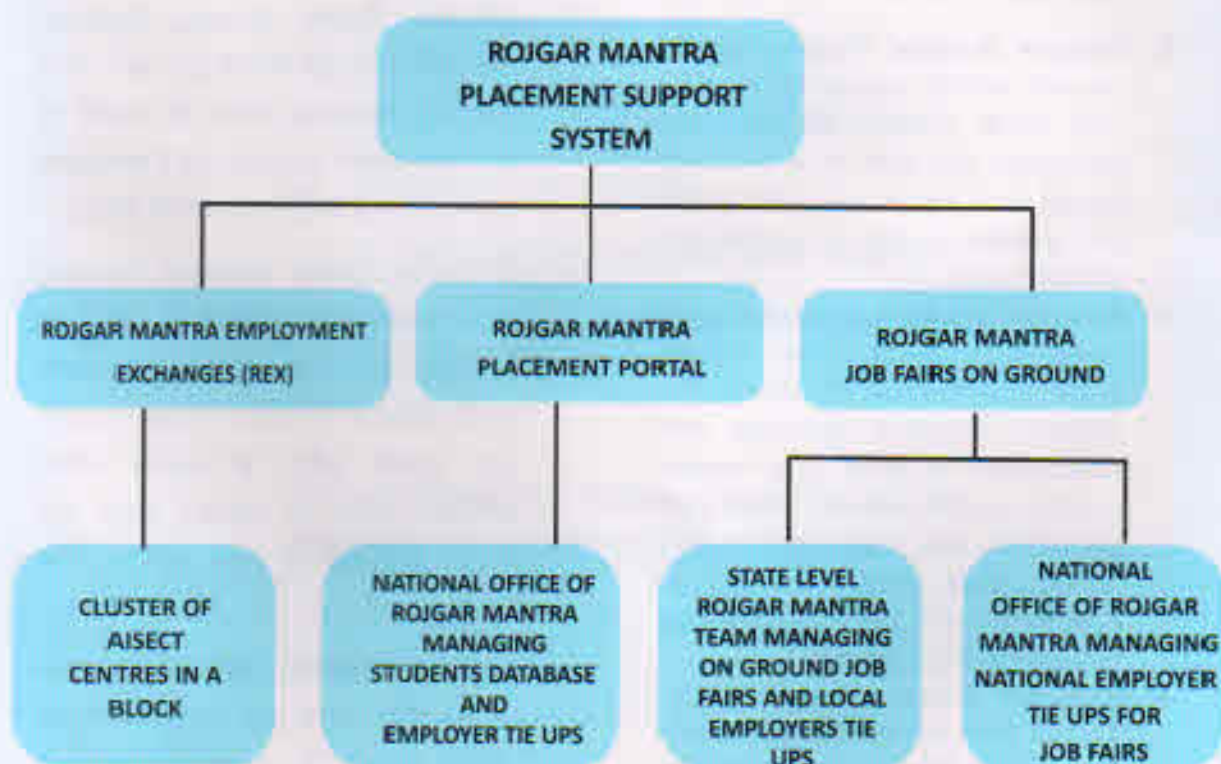 ROJGAR MANTRA
PLACEMENT SUPPORT
SYSTEM
ROJGAR MANTRA EMPLOYMENT
EXCHANGES (REX)
ROJGAR MANTRA
PLACEMENT PORTAL
ROJGAR MANTRA
JOB FAIRS ON GROUND
CLUSTER OF
AISECT
CENTRES IN A
BLOCK
NATIONAL OFFICE OF
ROJGAR MANTRA
MANAGING
STUDENTS DATABASE
AND
EMPLOYER TIE UPS
STATE LEVEL
ROJGAR MANTRA
TEAM MANAGING
ON GROUND JOB
FAIRS AND LOCAL
EMPLOYERS TIE
UPS
NATIONAL
OFFICE OF ROJGAR
MANTRA MANAGING
NATIONAL EMPLOYER
TIE UPS FOR
JOB FAIRS